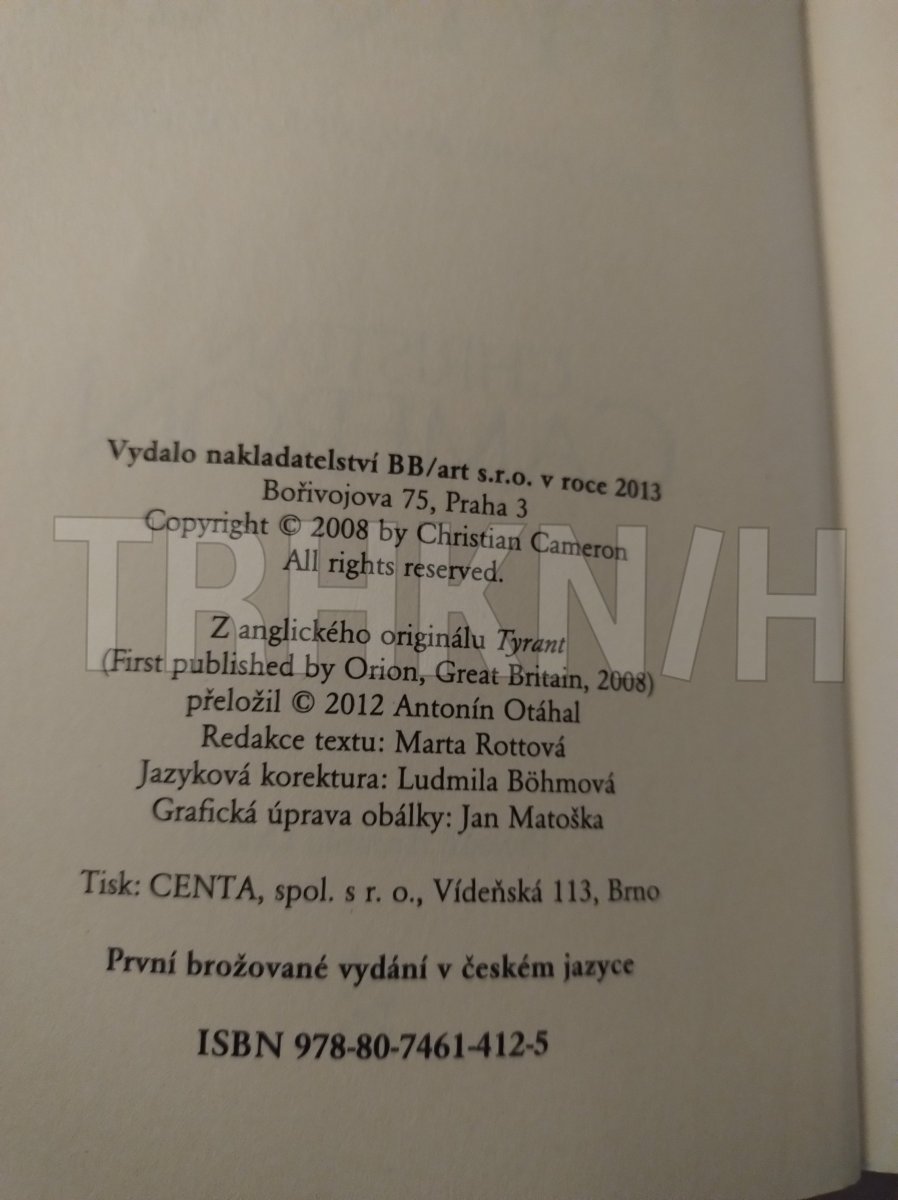 Vydalo nakladatelství BB/art s.r.o. v roce 2013
Bořivojova 75, Praha 3
Copyright © 2008 by Christian Cameron
All rights reserved.
TRHKN/H
Z anglického originálu Tyrant
(First published by Orion, Great Britain, 2008)
přeložil © 2012 Antonín Otáhal
Redakce textu: Marta Rottová
Jazyková korektura: Ludmila Böhmová
Grafická úprava obálky: Jan Matoška
Tisk: CENTA, spol. s r. o., Vídeňská 113, Brno
První brožované vydání v českém jazyce
ISBN 978-80-7461-412-5